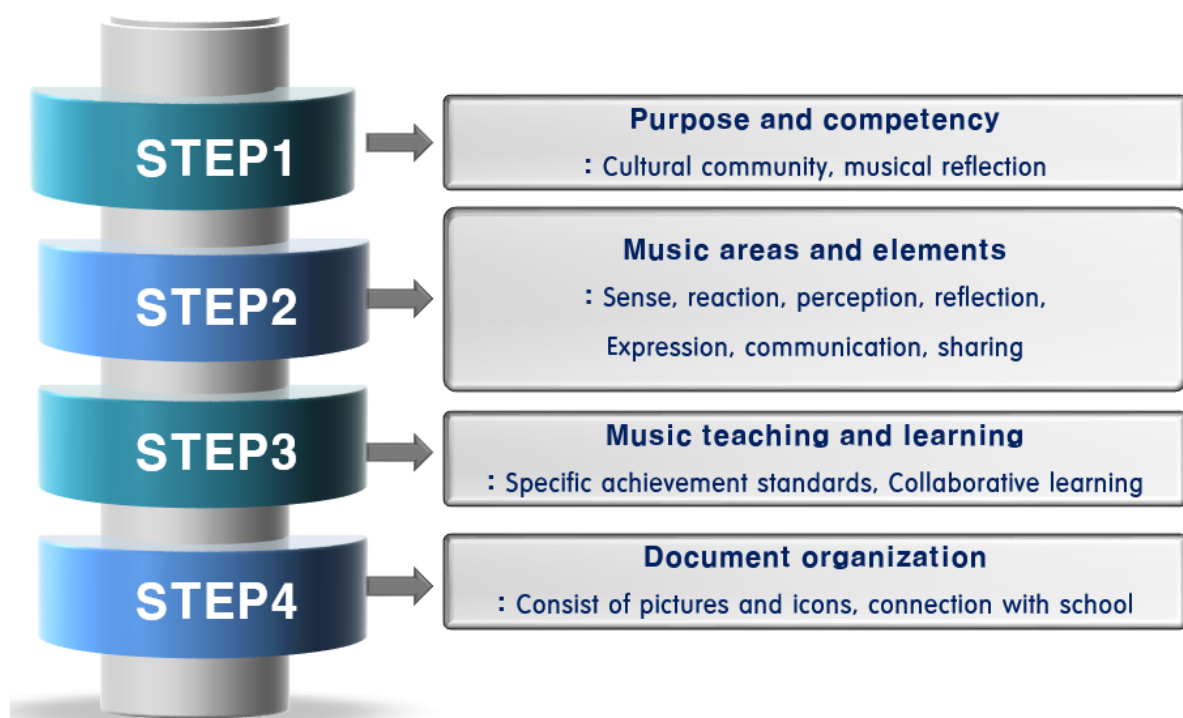 STEP1
Purpose and competency
: Cultural community, musical reflection
STEP2
Music areas and elements
: Sense, reaction, perception, reflection,
Expression, communication, sharing
STEP3
Music teaching and learning
: Specific achievement standards, Collaborative learning
STEP4
Document organization
: Consist of pictures and icons, connection with school